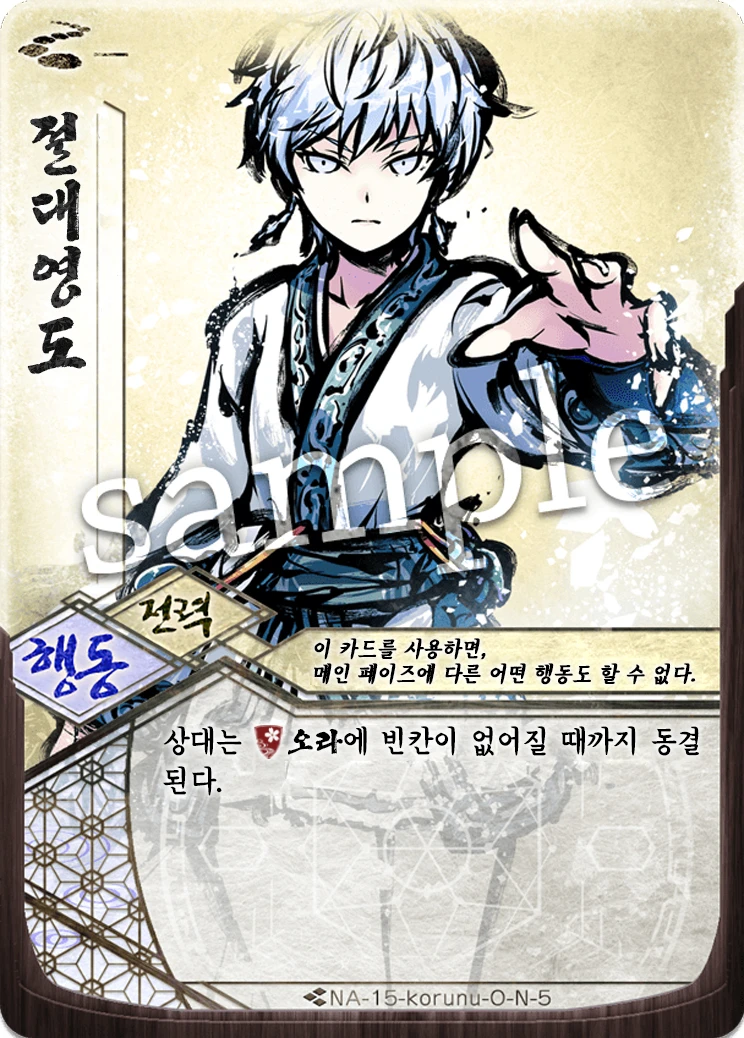 절대영도
sample
전력
행동
이 카드를 사용하면,
메인 페이즈에 다른 어떤 행동도 할 수 없다.
상대는 오라에 빈칸이 없어질 때까지 동결
된다.
NA-15-korunu-O-N-5